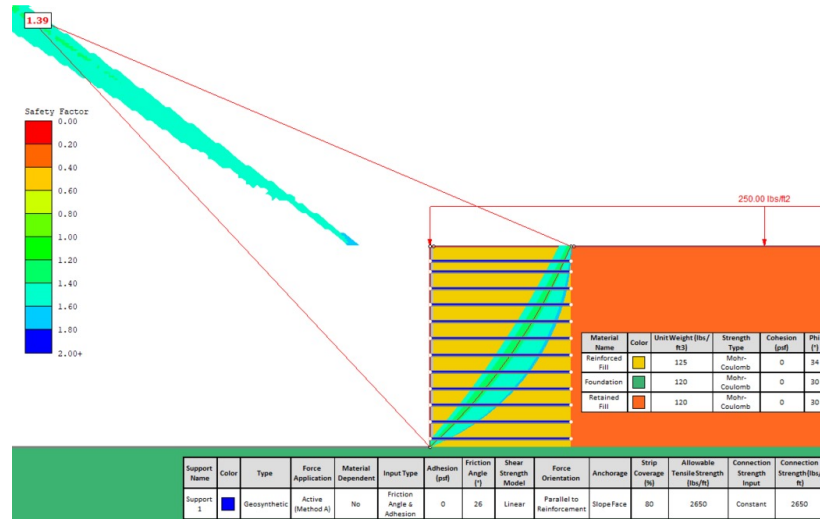 1.39
Safety Factor
0.00
0.20
0.40
0.60
0.80
1.00
1.20
1.40
1.60
1.80
2.00+
250.00 lbs/ft2
Material Name Color Unit Weight (lbs/ft3) Strength Type Cohesion (psf) Phi (°)
Reinforced Fill 125 Mohr-Coulomb 0 34
Foundation 120 Mohr-Coulomb 0 30
Retained Fill 120 Mohr-Coulomb 0 30
Support Name Color Type Force Application Material Dependent Input Type Adhesion (psf) Friction Angle (°) Shear Strength Model Force Orientation Anchorage Strip Coverage (%) Allowable Tensile Strength (lbs/ft) Connection Strength Input Connection Strength (lbs/ft)
Support 1 Geosynthetic Active (Method A) No Friction Angle & Adhesion 0 26 Linear Parallel to Reinforcement Slope Face 80 2650 Constant 2650